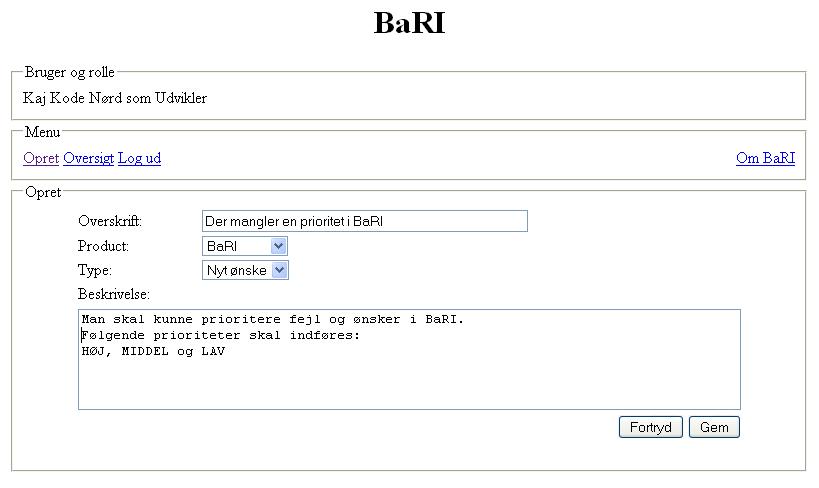 BaRI
Bruger og rolle
Kaj Kode Nørd som Udvikler
Menu
Opret Oversigt Log ud Om BaRI
Opret
Overskrift: Der mangler en prioritet i BaRI
Product: BaRI
Type: Nyt ønske
Beskrivelse:
Man skal kunne prioritere fejl og ønsker i BaRI.
Følgende prioriteter skal indføres:
HØJ, MIDDEL og LAV
Fortryd Gem